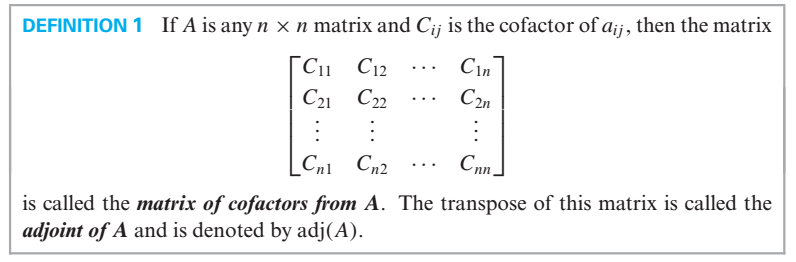 DEFINITION 1 If A is any n × n matrix and Cij is the cofactor of aij, then the matrix
C11 C12 ··· C1n
C21 C22 ··· C2n
⋮ ⋮ ⋮
Cn1 Cn2 ··· Cnn
is called the matrix of cofactors from A. The transpose of this matrix is called the
adjoint of A and is denoted by adj(A).